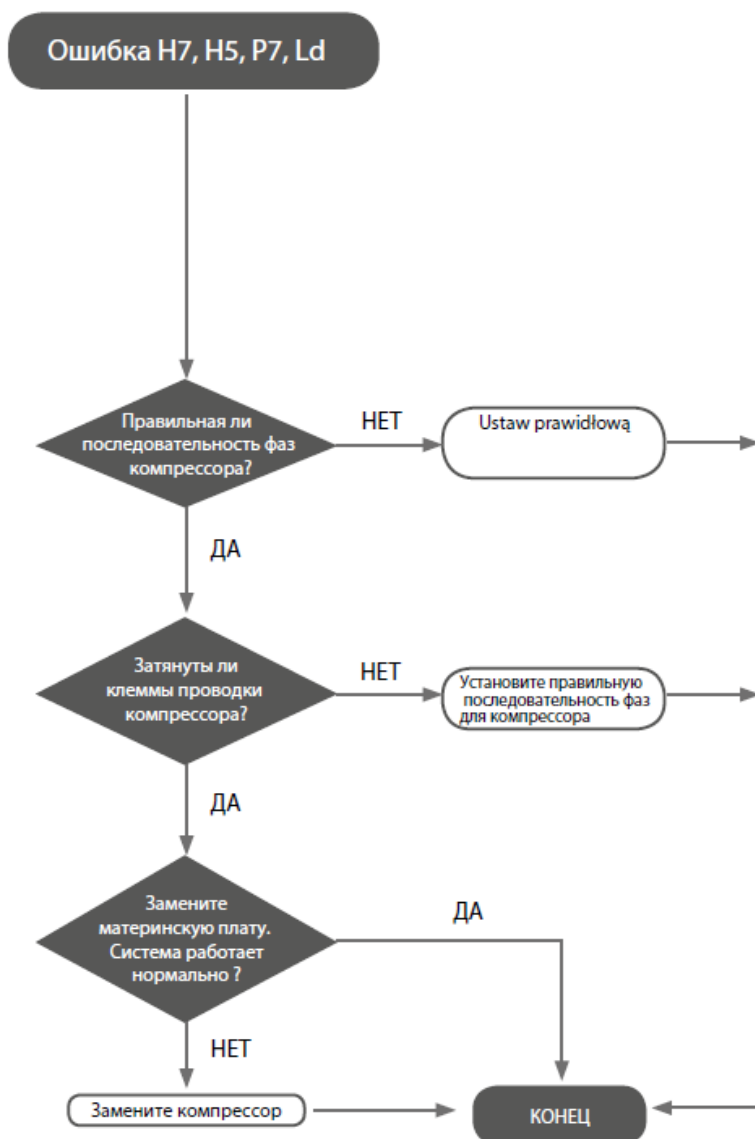 Ошибка H7, H5, P7, Ld
Правильная ли
последовательность фаз
компрессора?
НЕТ
Ustaw prawidłową
ДА
Затянуты ли
клеммы проводки
компрессора?
НЕТ
Установите правильную
последовательность фаз
для компрессора
ДА
Замените
материнскую плату.
Система работает
нормально ?
ДА
НЕТ
Замените компрессор
КОНЕЦ